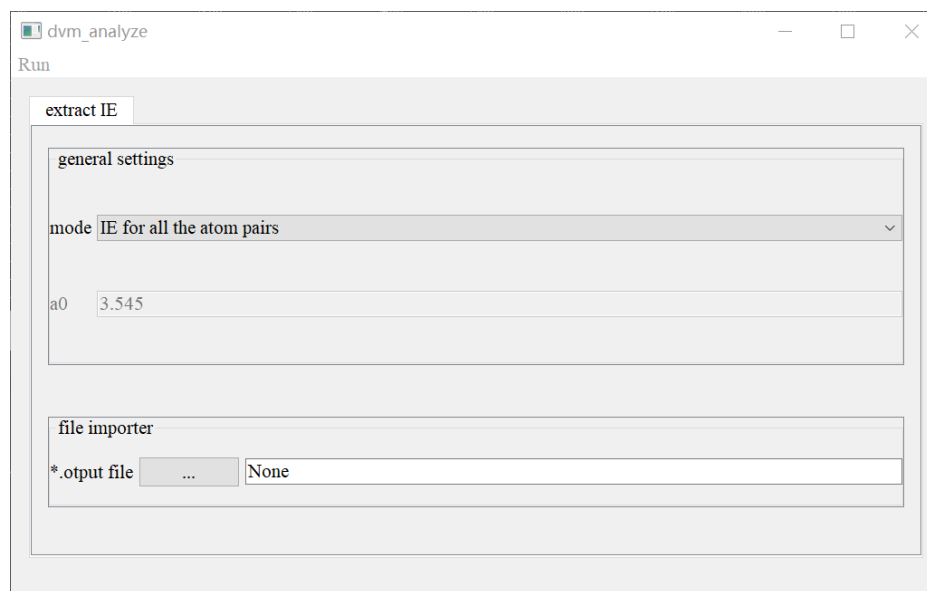 dvm_analyze
Run
extract IE
general settings
mode IE for all the atom pairs
a0 3.545
file importer
*.otput file ... None